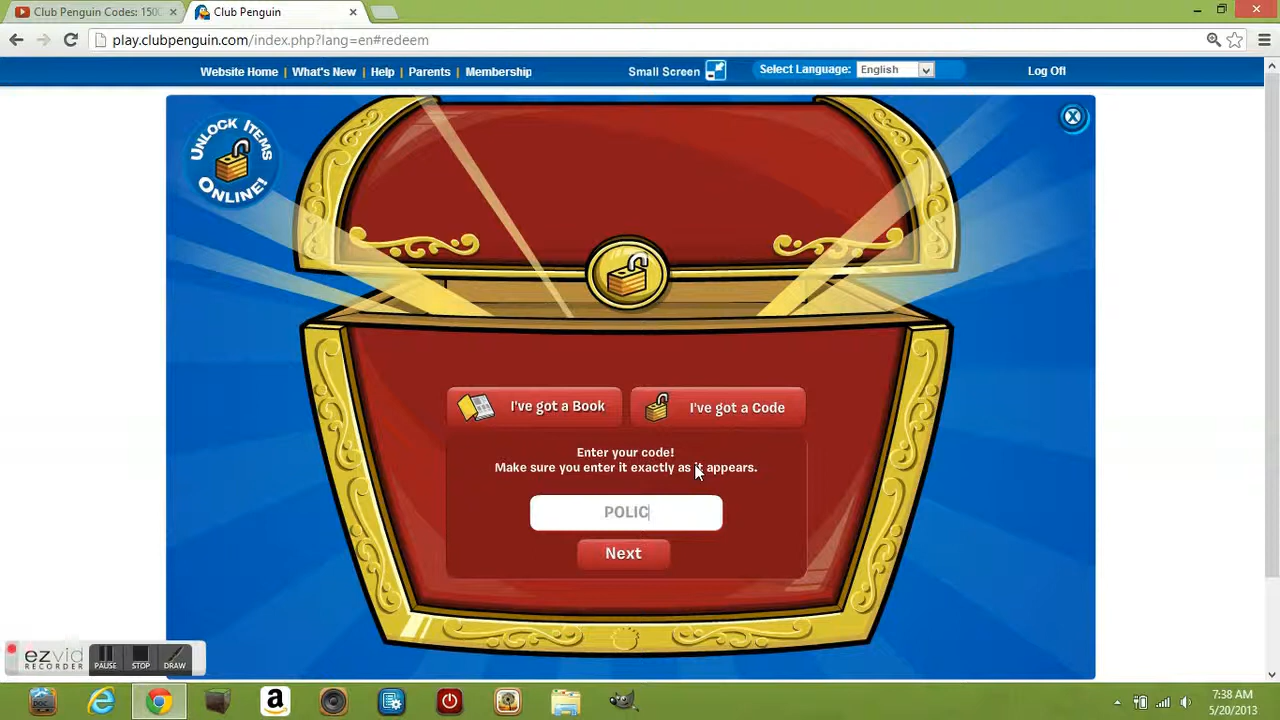 Club Penguin Codes: 150
Club Penguin
play.clubpenguin.com/index.php?lang=en#redeem
Website Home | What's New | Help | Parents | Membership
Small Screen
Select Language:
English
Log Off!
UNLOCK ITEMS
ONLINE!
I've got a Book
I've got a Code
Enter your code!
Make sure you enter it exactly as it appears.
POLIC
Next
ezvid
RECORDER
PAUSE
STOP
DRAW
DOC
a
7:38 AM
5/20/2013